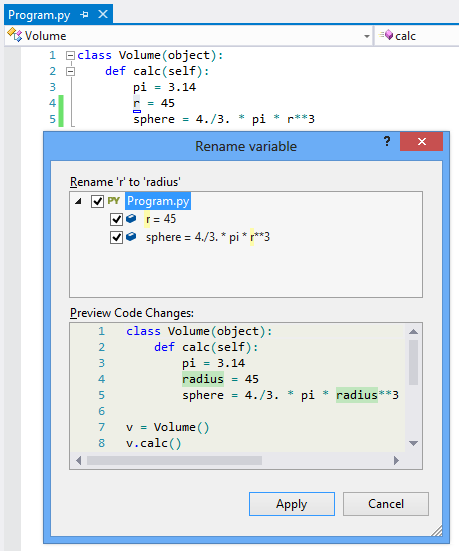 Program.py
Volume
calc
1 class Volume(object):
2 def calc(self):
3 pi = 3.14
4 r = 45
5 sphere = 4./3. * pi * r**3
Rename variable
?
Rename 'r' to 'radius'
PY Program.py
r = 45
sphere = 4./3. * pi * r**3
Preview Code Changes:
1 class Volume(object):
2 def calc(self):
3 pi = 3.14
4 radius = 45
5 sphere = 4./3. * pi * radius**3
6
7 v = Volume()
8 v.calc()
Apply
Cancel